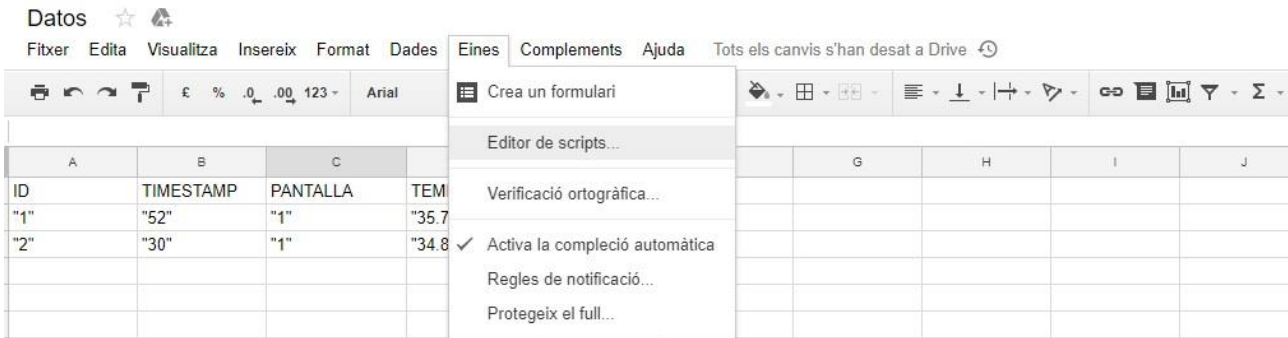 Datos
Fitxer Edita Visualitza Insereix Format Dades Eines Complements Ajuda Tots els canvis s'han desat a Drive
£ % .0 .00 123 Arial Crea un formulari Σ
Editor de scripts...
A B C G H I J
ID TIMESTAMP PANTALLA TEM
Verificació ortogràfica...
"1" "52" "1" "35.7
"2" "30" "1" "34.8 Activa la compleció automàtica
Regles de notificació...
Protegeix el full...